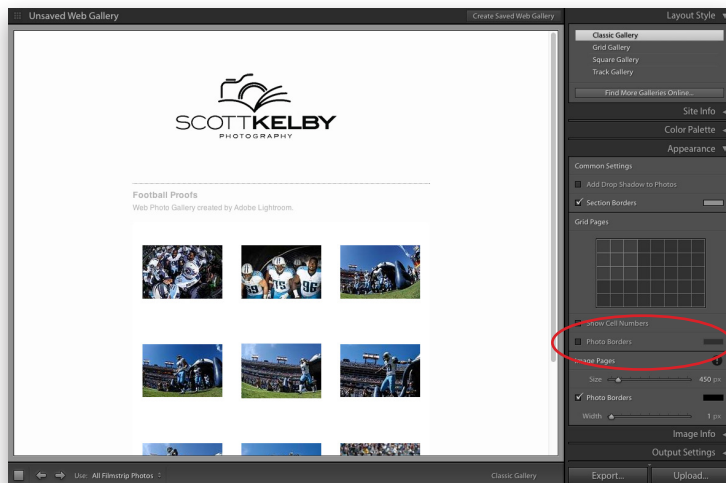 Unsaved Web Gallery
Create Saved Web Gallery
SCOTTKELBY
PHOTOGRAPHY
Football Proofs
Web Photo Gallery created by Adobe Lightroom.
Use: All Filmstrip Photos
Classic Gallery
Layout Style
Classic Gallery
Grid Gallery
Square Gallery
Track Gallery
Find More Galleries Online...
Site Info
Color Palette
Appearance
Common Settings
Add Drop Shadow to Photos
Section Borders
Grid Pages
Show Cell Numbers
Photo Borders
Image Pages
Size 450 px
Photo Borders
Width 1 px
Image Info
Output Settings
Export... Upload...